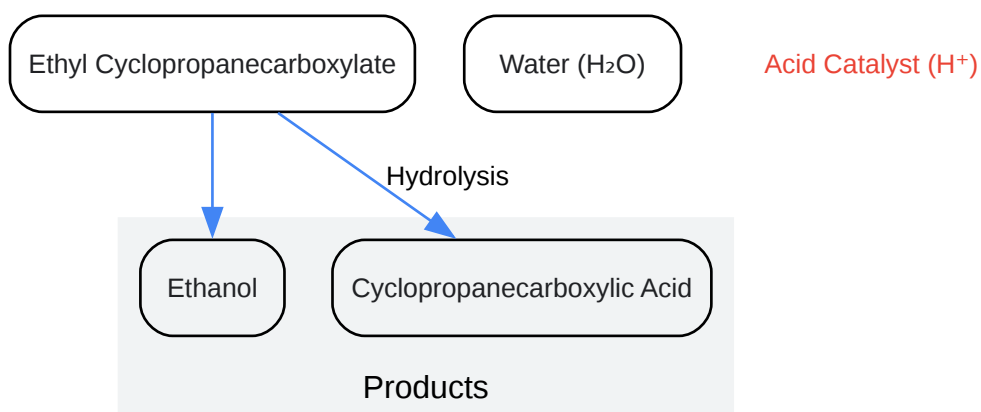 Ethyl Cyclopropanecarboxylate
Water (H₂O)
Acid Catalyst (H⁺)
Hydrolysis
Ethanol
Cyclopropanecarboxylic Acid
Products